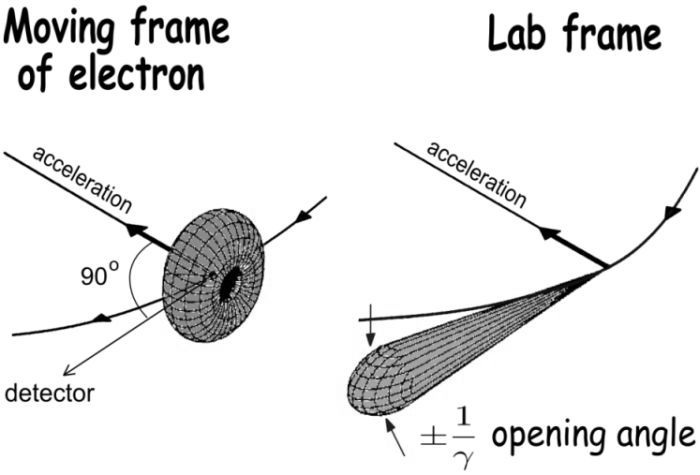 Moving frame
of electron
Lab frame
acceleration
90°
detector
acceleration
± 1/γ opening angle